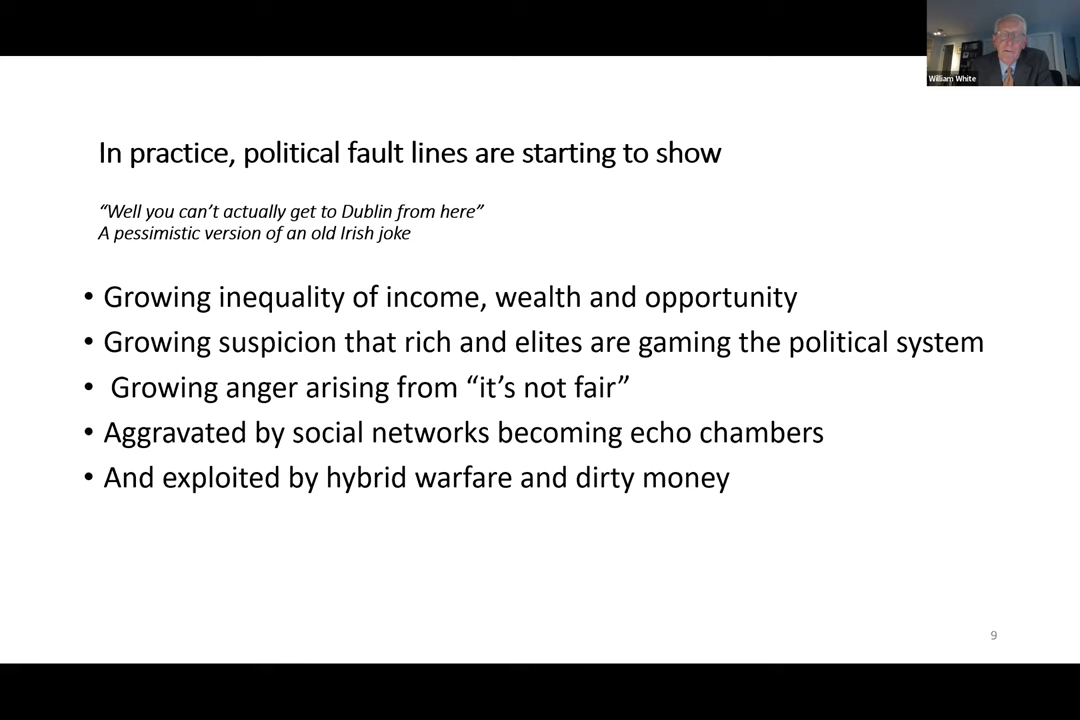 William White
In practice, political fault lines are starting to show
“Well you can’t actually get to Dublin from here”
A pessimistic version of an old Irish joke
• Growing inequality of income, wealth and opportunity
• Growing suspicion that rich and elites are gaming the political system
• Growing anger arising from “it’s not fair”
• Aggravated by social networks becoming echo chambers
• And exploited by hybrid warfare and dirty money
9